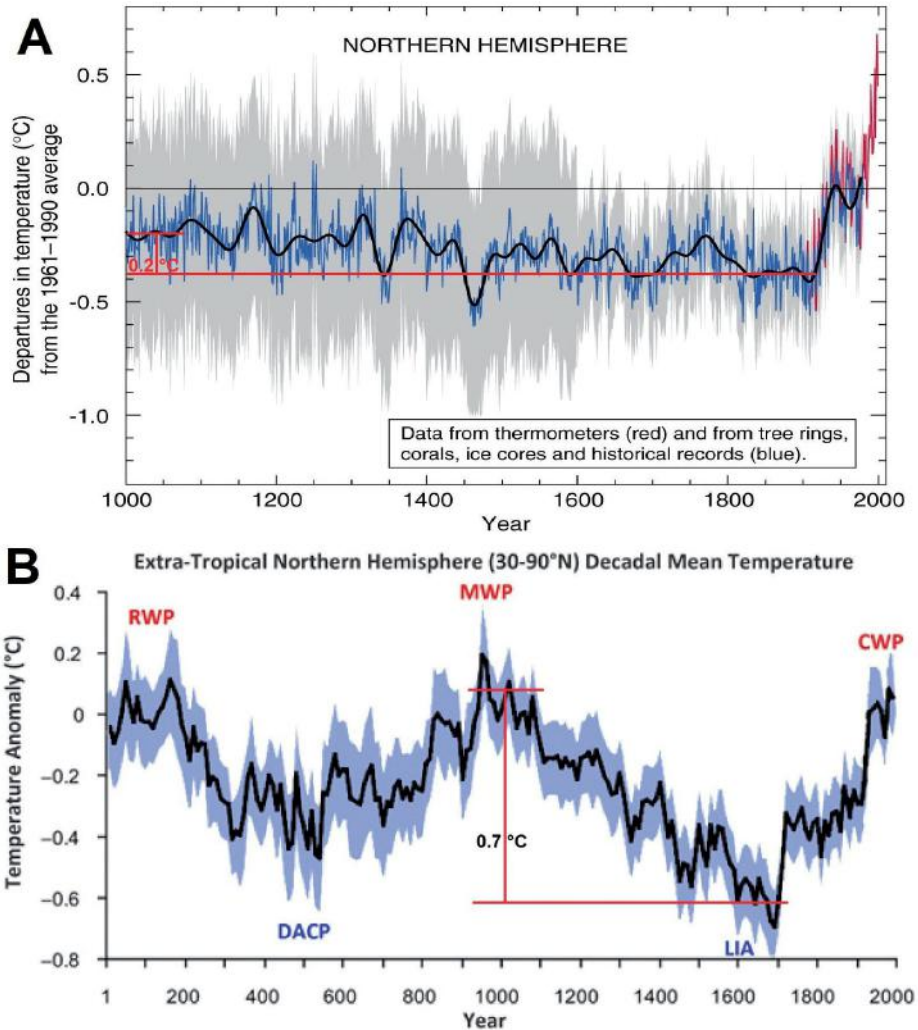 A
NORTHERN HEMISPHERE
Departures in temperature (°C)
from the 1961–1990 average
0.5
0.0
-0.5
-1.0
0.2 °C
Data from thermometers (red) and from tree rings,
corals, ice cores and historical records (blue).
1000 1200 1400 1600 1800 2000
Year
B
Extra-Tropical Northern Hemisphere (30-90°N) Decadal Mean Temperature
Temperature Anomaly (°C)
0.4
0.2
0
−0.2
−0.4
−0.6
−0.8
RWP
MWP
CWP
0.7 °C
DACP
LIA
1 200 400 600 800 1000 1200 1400 1600 1800 2000
Year